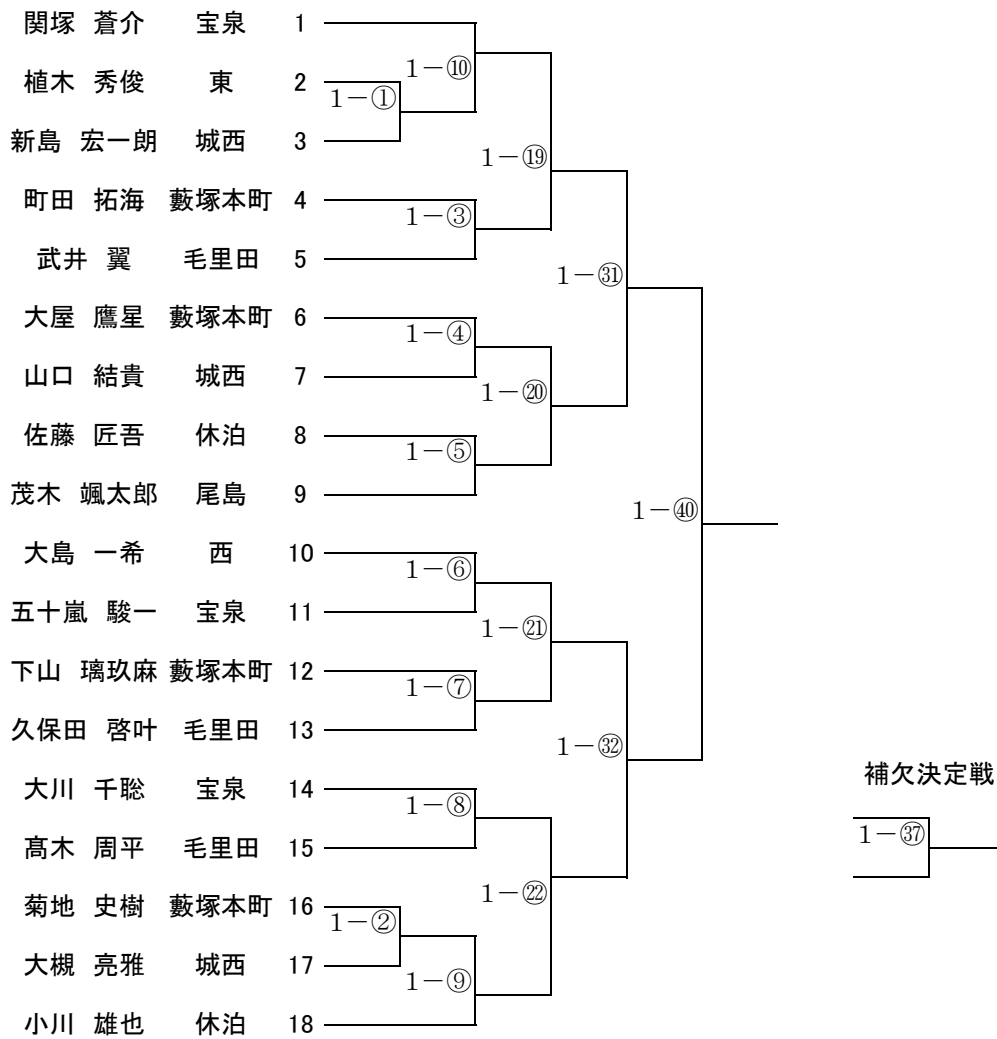 関塚 蒼介 宝泉 1
1－⑩
植木 秀俊 東 2
1－①
新島 宏一朗 城西 3
1－⑲
町田 拓海 藪塚本町 4
1－③
武井 翼 毛里田 5
1－㉛
大屋 鷹星 藪塚本町 6
1－④
山口 結貴 城西 7
1－⑳
佐藤 匠吾 休泊 8
1－⑤
茂木 颯太郎 尾島 9
1－㊵
大島 一希 西 10
1－⑥
五十嵐 駿一 宝泉 11
1－㉑
下山 璃玖麻 藪塚本町 12
1－⑦
久保田 啓叶 毛里田 13
1－㉜
補欠決定戦
大川 千聡 宝泉 14
1－⑧
1－㊲
髙木 周平 毛里田 15
1－㉒
菊地 史樹 藪塚本町 16
1－②
大槻 亮雅 城西 17
1－⑨
小川 雄也 休泊 18